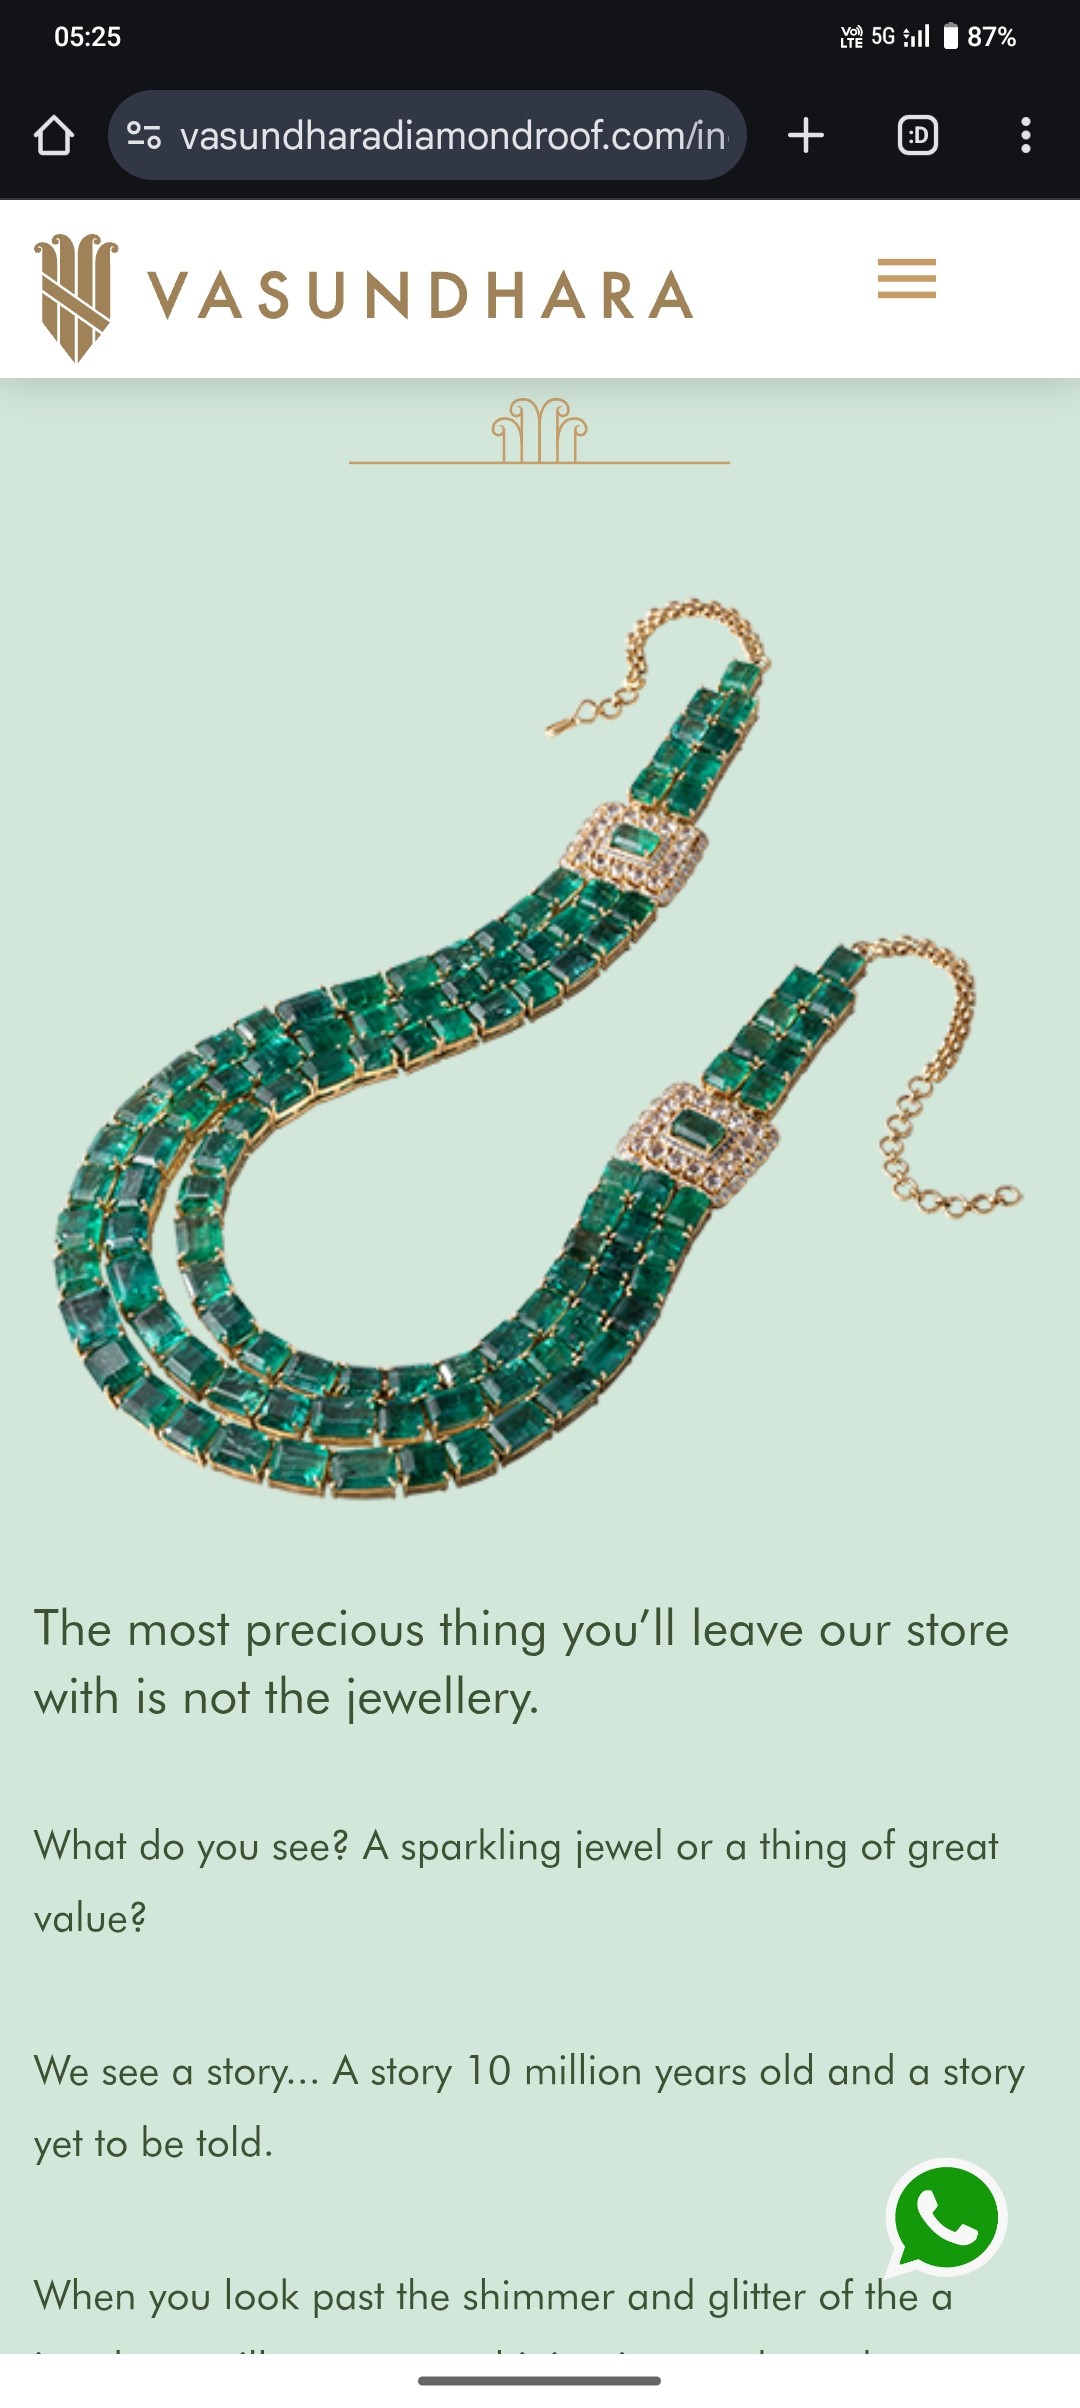 05:25
Vo)) LTE 5G 87%
vasundharadiamondroof.com/in
:D
VASUNDHARA
The most precious thing you’ll leave our store
with is not the jewellery.
What do you see? A sparkling jewel or a thing of great
value?
We see a story... A story 10 million years old and a story
yet to be told.
When you look past the shimmer and glitter of the a